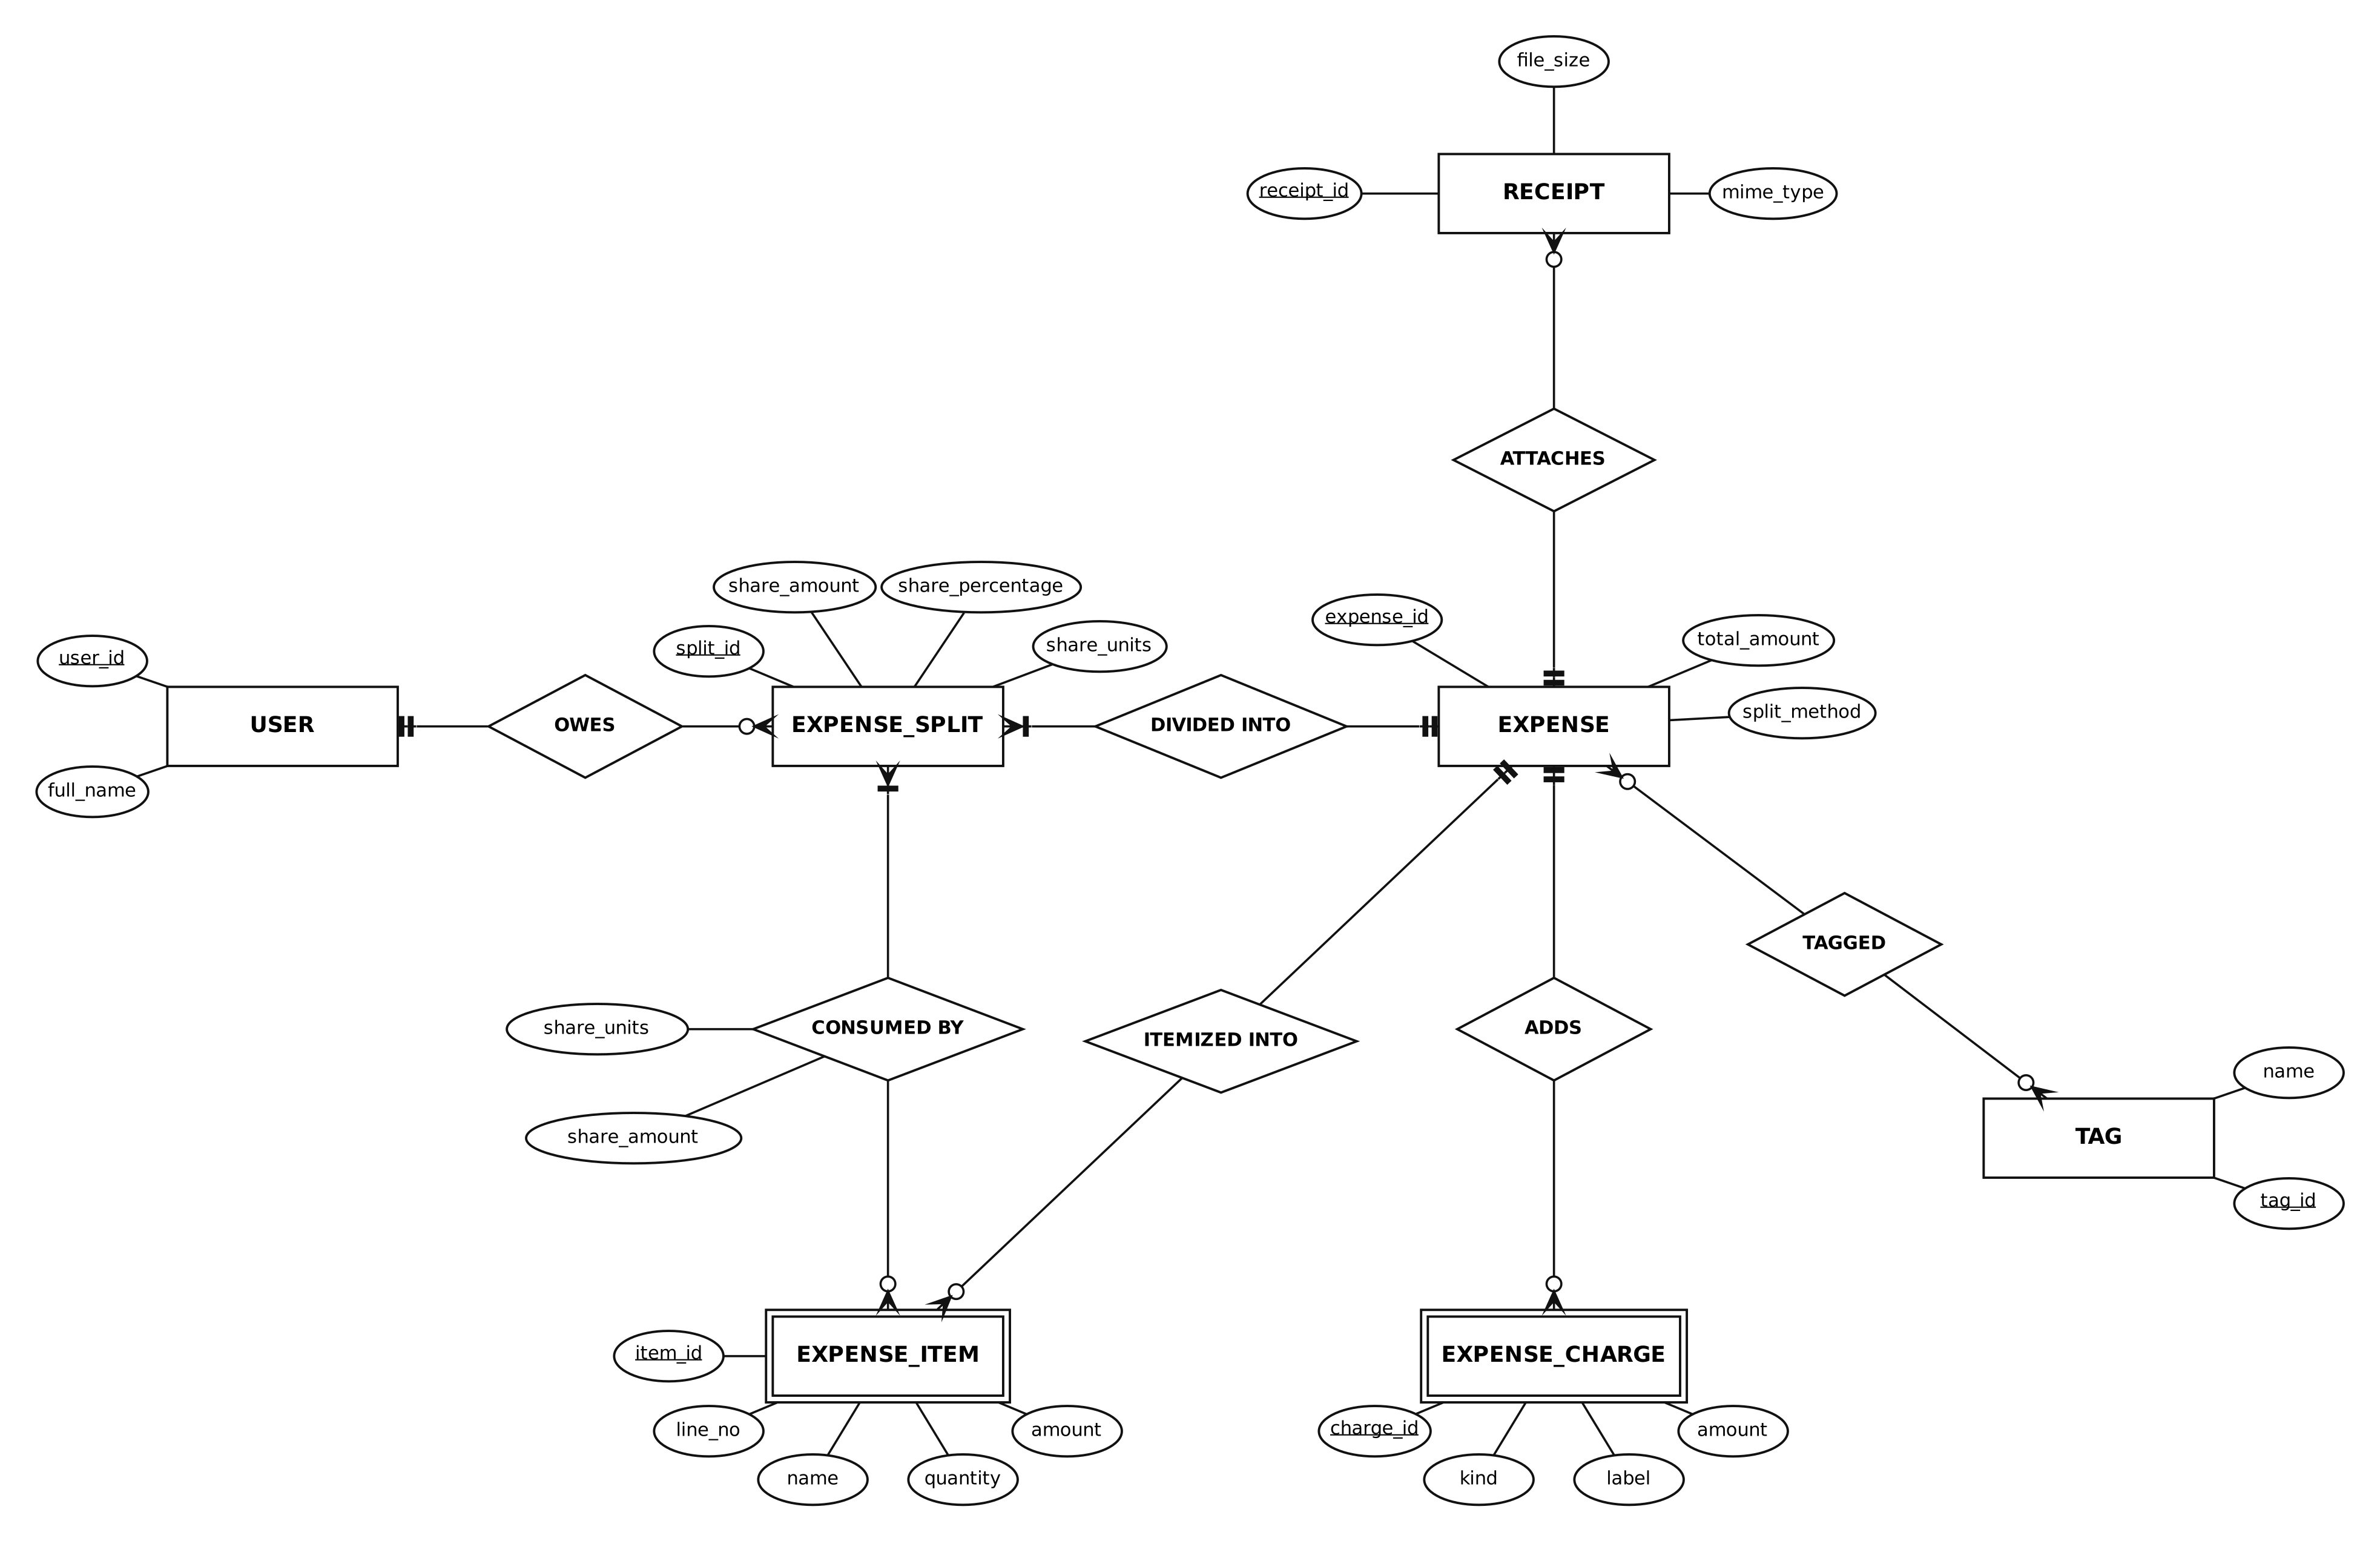 file_size
receipt_id
RECEIPT
mime_type
ATTACHES
share_amount
share_percentage
expense_id
split_id
share_units
total_amount
user_id
split_method
USER
OWES
EXPENSE_SPLIT
DIVIDED INTO
EXPENSE
full_name
TAGGED
share_units
CONSUMED BY
ITEMIZED INTO
ADDS
name
share_amount
TAG
tag_id
item_id
EXPENSE_ITEM
EXPENSE_CHARGE
line_no
amount
charge_id
amount
name
quantity
kind
label